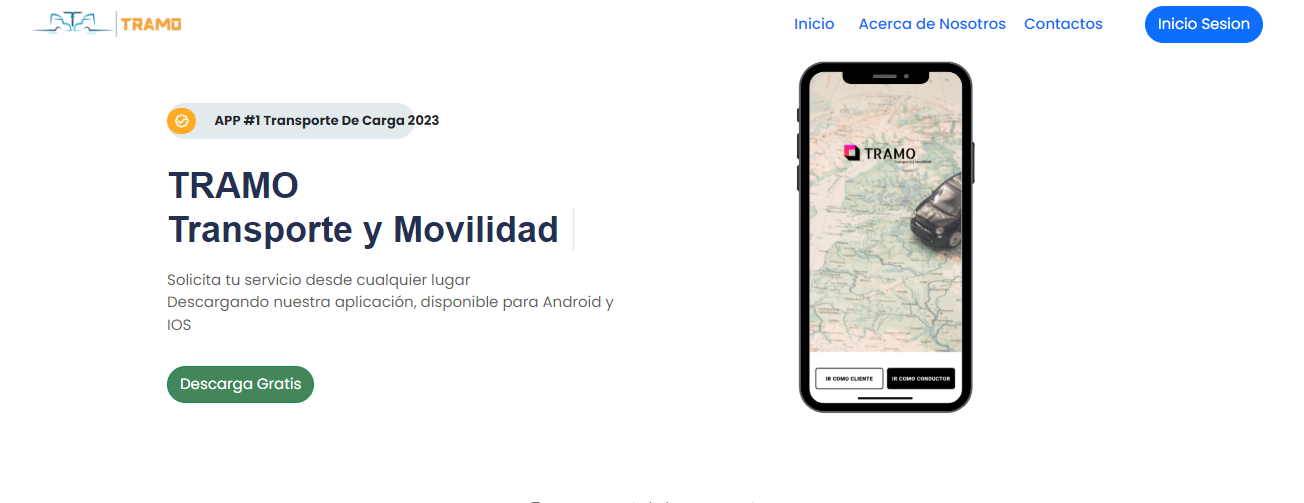 TRAMO
Inicio
Acerca de Nosotros
Contactos
Inicio Sesion
APP #1 Transporte De Carga 2023
TRAMO
Transporte y Movilidad
Solicita tu servicio desde cualquier lugar
Descargando nuestra aplicación, disponible para Android y
IOS
Descarga Gratis
TRAMO
Transporte y Movilidad
IR COMO CLIENTE
IR COMO CONDUCTOR